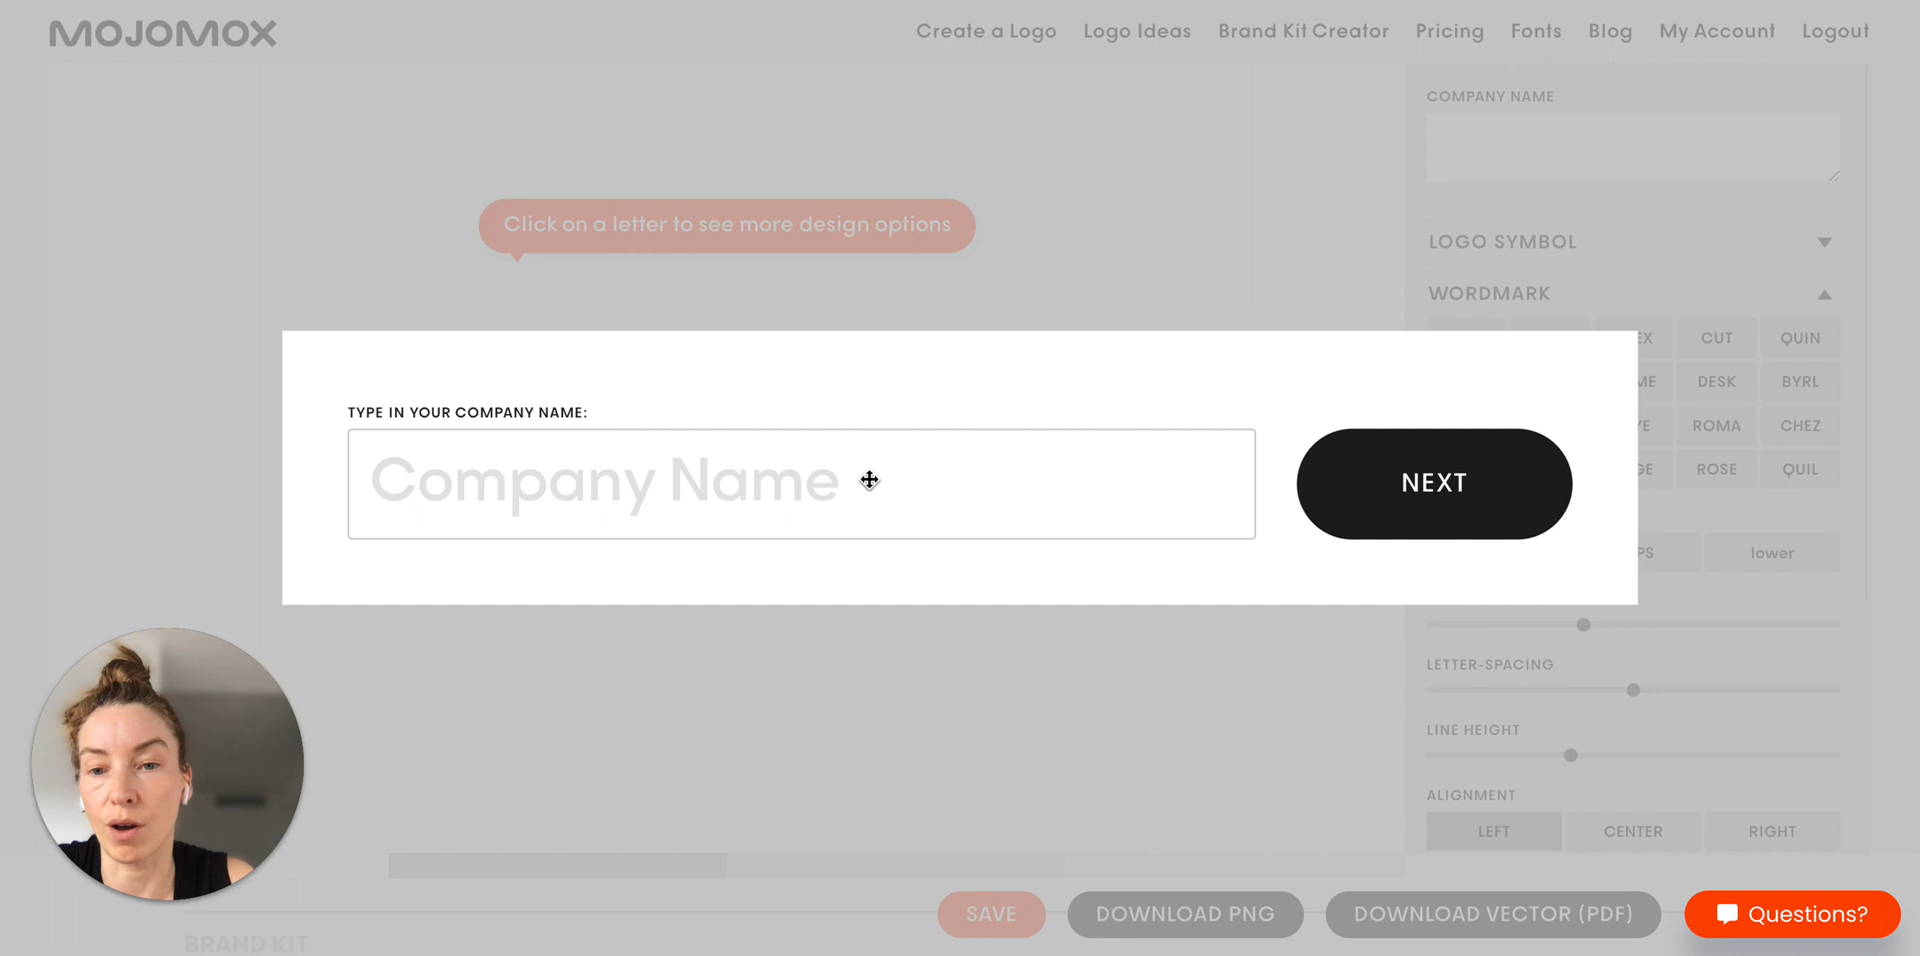 MOJOMOX
Create a Logo
Logo Ideas
Brand Kit Creator
Pricing
Fonts
Blog
My Account
Logout
COMPANY NAME
Click on a letter to see more design options
LOGO SYMBOL
WORDMARK
CUT
QUIN
DESK
BYRL
ROMA
CHEZ
ROSE
QUIL
lower
TYPE IN YOUR COMPANY NAME:
Company Name
NEXT
LETTER-SPACING
LINE HEIGHT
ALIGNMENT
LEFT
CENTER
RIGHT
SAVE
DOWNLOAD PNG
DOWNLOAD VECTOR (PDF)
Questions?
BRAND KIT